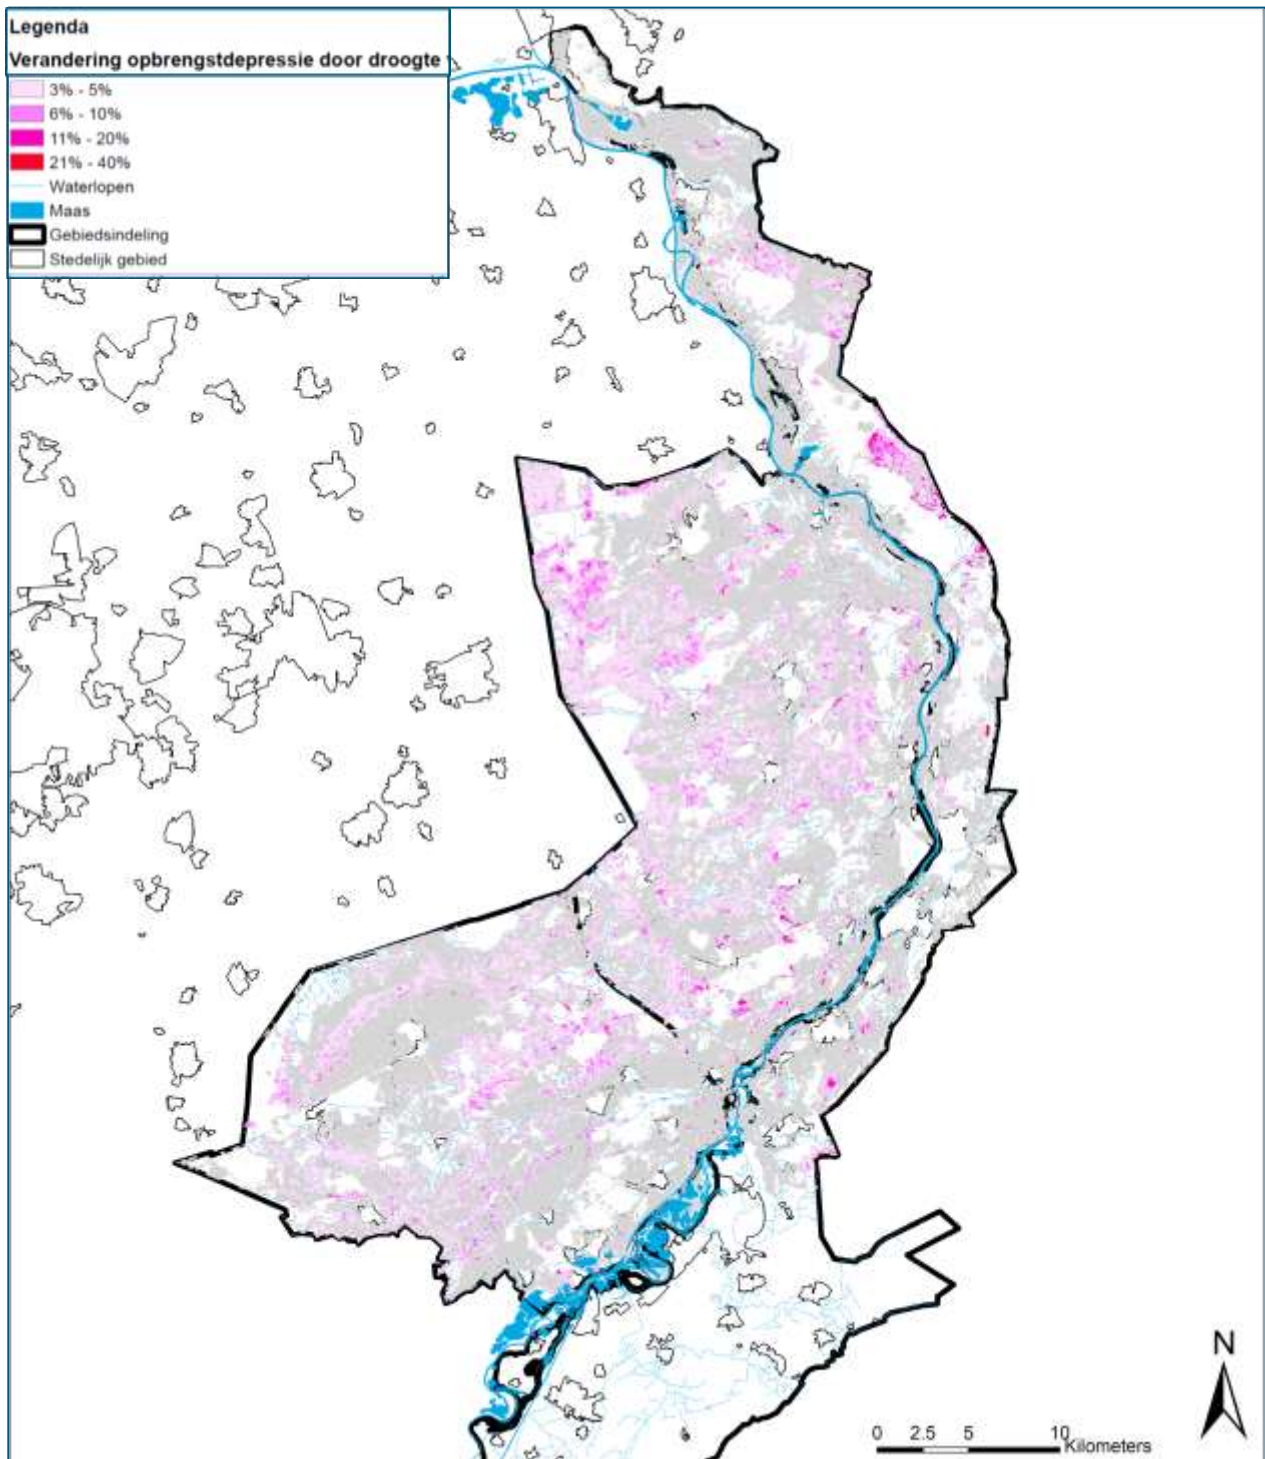 Legenda
Verandering opbrengstdepressie door droogte
3% - 5%
6% - 10%
11% - 20%
21% - 40%
Waterlopen
Maas
Gebiedsindeling
Stedelijk gebied
N
0 2.5 5 10
Kilometers